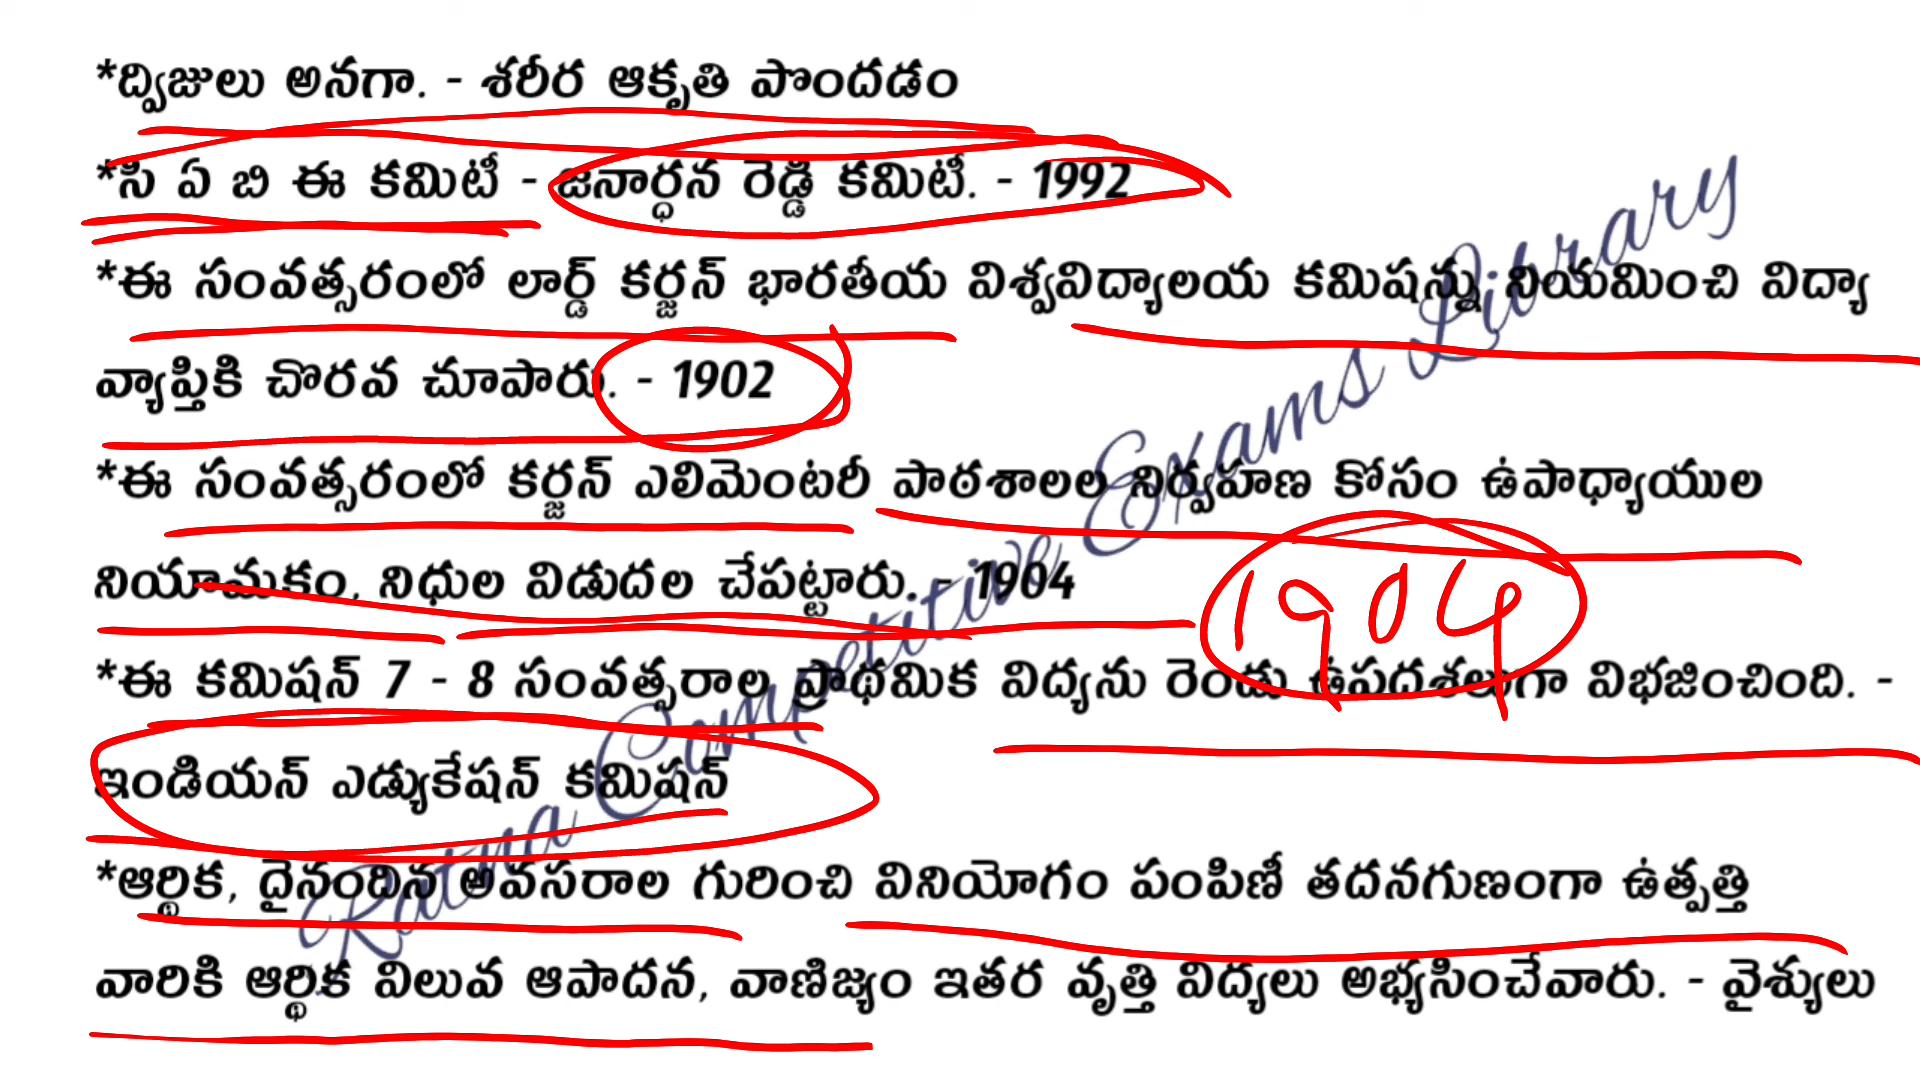 *ద్విజులు అనగా. - శరీర ఆకృతి పొందడం
*సి ఏ బి ఈ కమిటీ - జనార్ధన రెడ్డి కమిటీ. - 1992
*ఈ సంవత్సరంలో లార్డ్ కర్జన్ భారతీయ విశ్వవిద్యాలయ కమిషన్ను నియమించి విద్యా
వ్యాప్తికి చొరవ చూపారు. - 1902
*ఈ సంవత్సరంలో కర్జన్ ఎలిమెంటరీ పాఠశాలల నిర్వహణ కోసం ఉపాధ్యాయుల
నియామకం, నిధుల విడుదల చేపట్టారు. - 1904
1904
*ఈ కమిషన్ 7 - 8 సంవత్సరాల ప్రాథమిక విద్యను రెండు ఉపదశలుగా విభజించింది. -
ఇండియన్ ఎడ్యుకేషన్ కమిషన్
*ఆర్థిక, దైనందిన అవసరాల గురించి వినియోగం పంపిణీ తదనగుణంగా ఉత్పత్తి
వారికి ఆర్థిక విలువ ఆపాదన, వాణిజ్యం ఇతర వృత్తి విద్యలు అభ్యసించేవారు. - వైశ్యులు
Ratna Competitive Exams Library